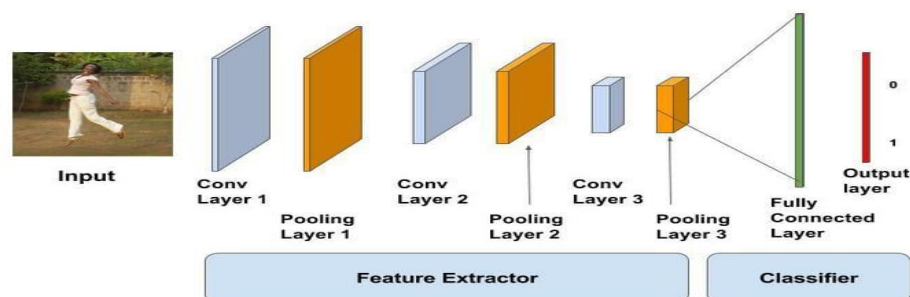 Input
Conv
Layer 1
Pooling
Layer 1
Conv
Layer 2
Pooling
Layer 2
Conv
Layer 3
Pooling
Layer 3
Fully
Connected
Layer
0
1
Output
layer
Feature Extractor
Classifier